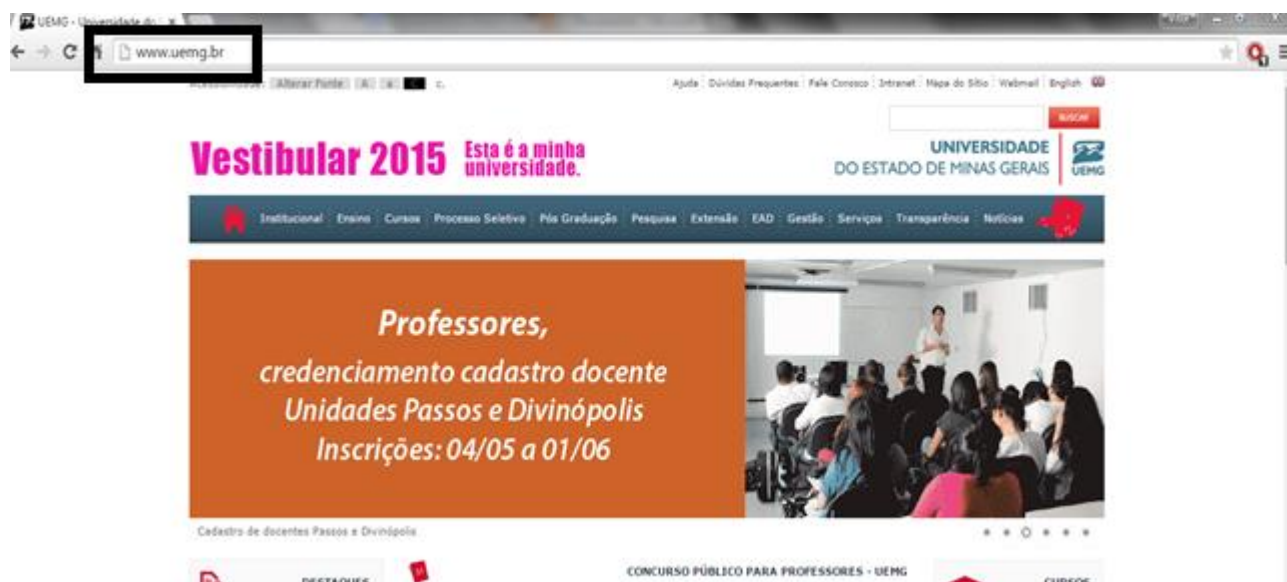 UEMG - Universidade do
www.uemg.br
Alterar Fonte A a C c.
Ajuda Dúvidas Frequentes Fale Conosco Intranet Mapa do Sítio Webmail English
BUSCAR
Vestibular 2015
Esta é a minha
universidade.
UNIVERSIDADE
DO ESTADO DE MINAS GERAIS
UEMG
Institucional Ensino Cursos Processo Seletivo Pós Graduação Pesquisa Extensão EAD Gestão Serviços Transparência Notícias
Professores,
credenciamento cadastro docente
Unidades Passos e Divinópolis
Inscrições: 04/05 a 01/06
Cadastro de docentes Passos e Divinópolis
DESTAQUES
CONCURSO PÚBLICO PARA PROFESSORES - UEMG
CURSOS